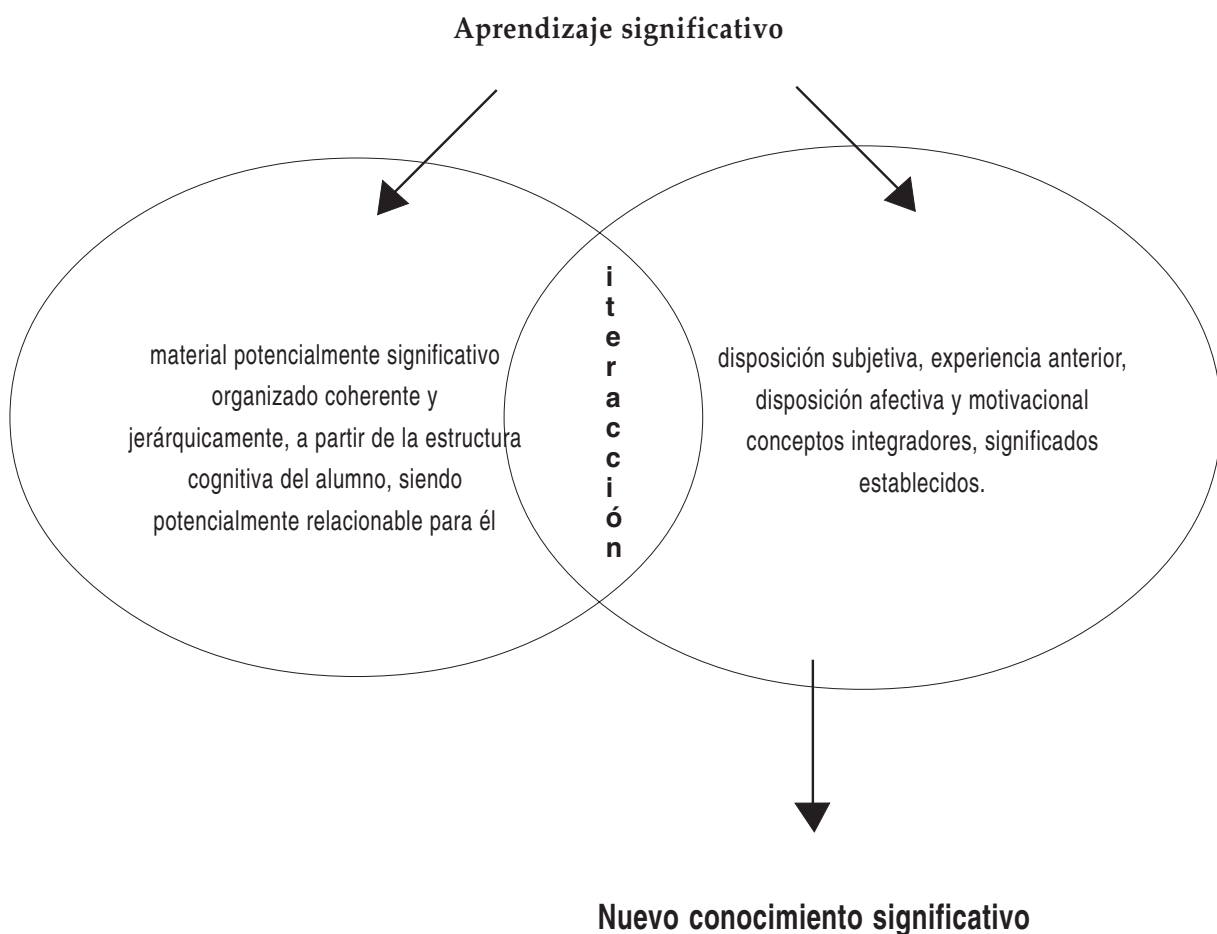 Aprendizaje significativo
material potencialmente significativo
organizado coherente y
jerárquicamente, a partir de la estructura
cognitiva del alumno, siendo
potencialmente relacionable para él
iteracción
disposición subjetiva, experiencia anterior,
disposición afectiva y motivacional
conceptos integradores, significados
establecidos.
Nuevo conocimiento significativo